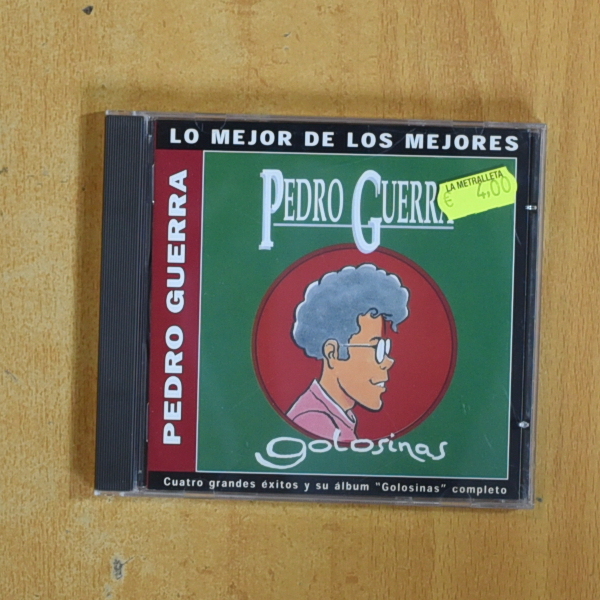 LO MEJOR DE LOS MEJORES
PEDRO GUERRA
PEDRO GUERRA
LA METRALLETA
€ 4,00
golosinas
Cuatro grandes éxitos y su álbum "Golosinas" completo